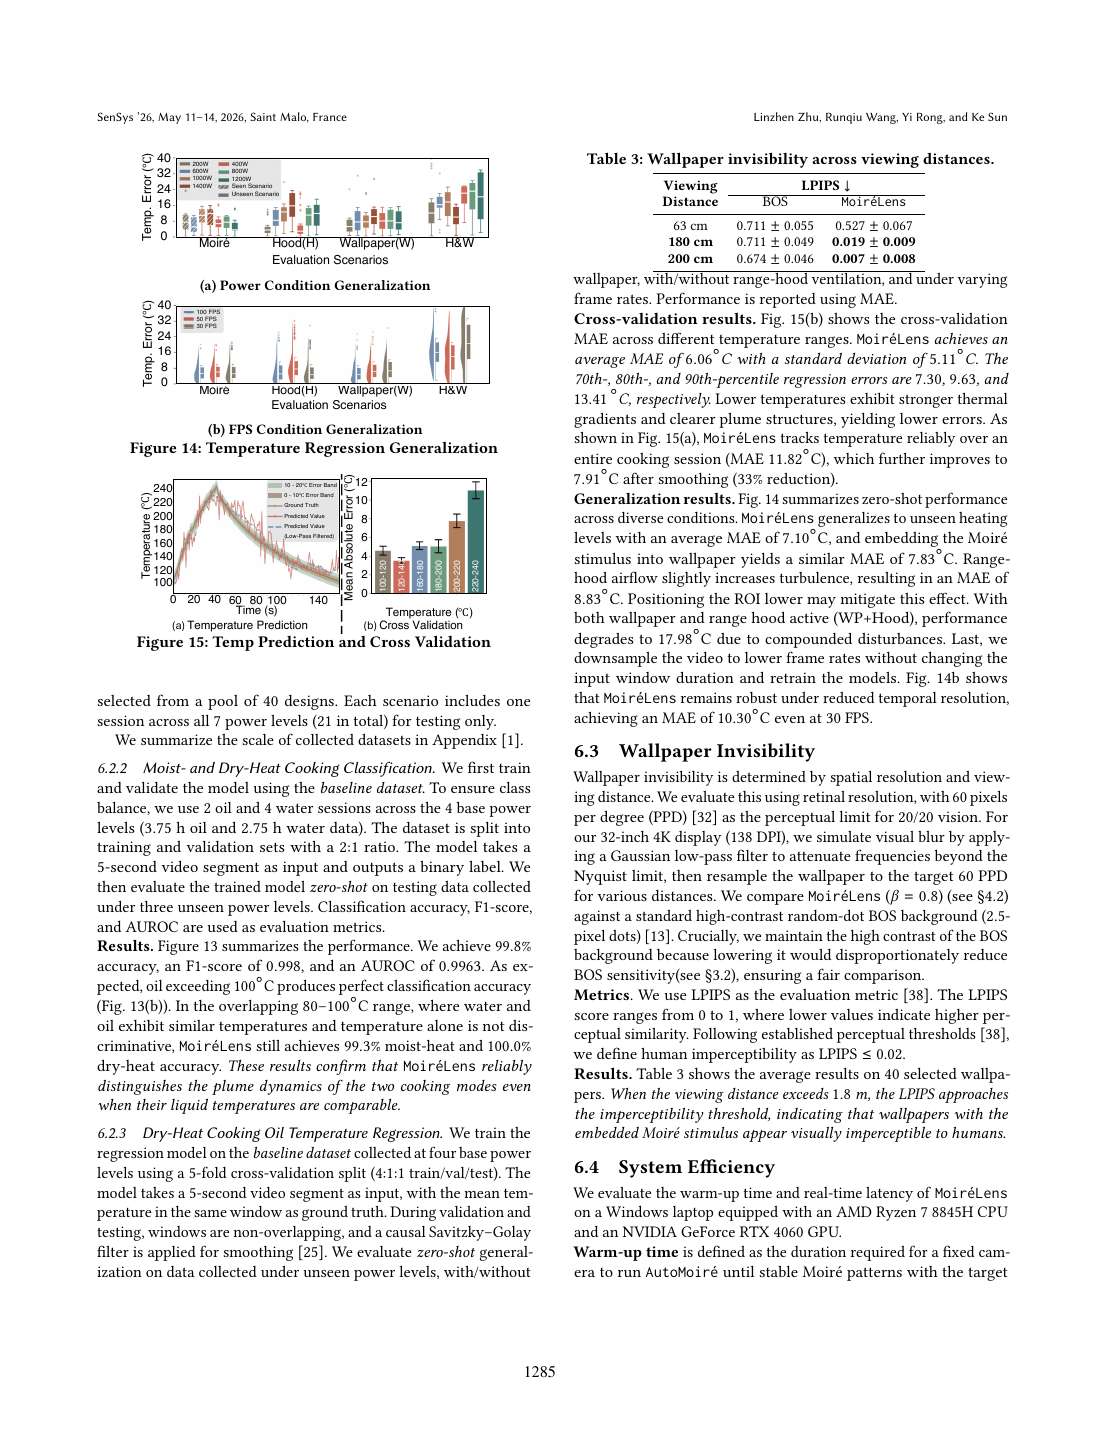 SenSys '26, May 11–14, 2026, Saint Malo, France
Linzhen Zhu, Runqiu Wang, Yi Rong, and Ke Sun
Temp. Error (°C)
40
32
24
16
8
0
200W
600W
1000W
1400W
400W
800W
1200W
Seen Scenario
Unseen Scenario
Moiré
Hood(H)
Wallpaper(W)
H&W
Evaluation Scenarios
(a) Power Condition Generalization
Temp. Error (°C)
40
32
24
16
8
0
100 FPS
50 FPS
30 FPS
Moiré
Hood(H)
Wallpaper(W)
H&W
Evaluation Scenarios
(b) FPS Condition Generalization
Figure 14: Temperature Regression Generalization
Temperature (°C)
240
220
200
180
160
140
120
100
10 - 20°C Error Band
0 - 10°C Error Band
Ground Truth
Predicted Value
Predicted Value
(Low-Pass Filtered)
0 20 40 60 80 100 140
Time (s)
(a) Temperature Prediction
Mean Absolute Error (°C)
12
10
8
6
4
2
0
100-120
120-140
160-180
180-200
200-220
220-240
Temperature (°C)
(b) Cross Validation
Figure 15: Temp Prediction and Cross Validation
selected from a pool of 40 designs. Each scenario includes one
session across all 7 power levels (21 in total) for testing only.
We summarize the scale of collected datasets in Appendix [1].
6.2.2 Moist- and Dry-Heat Cooking Classification. We first train
and validate the model using the baseline dataset. To ensure class
balance, we use 2 oil and 4 water sessions across the 4 base power
levels (3.75 h oil and 2.75 h water data). The dataset is split into
training and validation sets with a 2:1 ratio. The model takes a
5-second video segment as input and outputs a binary label. We
then evaluate the trained model zero-shot on testing data collected
under three unseen power levels. Classification accuracy, F1-score,
and AUROC are used as evaluation metrics.
Results. Figure 13 summarizes the performance. We achieve 99.8%
accuracy, an F1-score of 0.998, and an AUROC of 0.9963. As ex-
pected, oil exceeding 100°C produces perfect classification accuracy
(Fig. 13(b)). In the overlapping 80–100°C range, where water and
oil exhibit similar temperatures and temperature alone is not dis-
criminative, MoiréLens still achieves 99.3% moist-heat and 100.0%
dry-heat accuracy. These results confirm that MoiréLens reliably
distinguishes the plume dynamics of the two cooking modes even
when their liquid temperatures are comparable.
6.2.3 Dry-Heat Cooking Oil Temperature Regression. We train the
regression model on the baseline dataset collected at four base power
levels using a 5-fold cross-validation split (4:1:1 train/val/test). The
model takes a 5-second video segment as input, with the mean tem-
perature in the same window as ground truth. During validation and
testing, windows are non-overlapping, and a causal Savitzky–Golay
filter is applied for smoothing [25]. We evaluate zero-shot general-
ization on data collected under unseen power levels, with/without
Table 3: Wallpaper invisibility across viewing distances.
Viewing Distance LPIPS ↓
BOS MoiréLens
63 cm 0.711 ± 0.055 0.527 ± 0.067
180 cm 0.711 ± 0.049 0.019 ± 0.009
200 cm 0.674 ± 0.046 0.007 ± 0.008
wallpaper, with/without range-hood ventilation, and under varying
frame rates. Performance is reported using MAE.
Cross-validation results. Fig. 15(b) shows the cross-validation
MAE across different temperature ranges. MoiréLens achieves an
average MAE of 6.06°C with a standard deviation of 5.11°C. The
70th-, 80th-, and 90th-percentile regression errors are 7.30, 9.63, and
13.41 °C, respectively. Lower temperatures exhibit stronger thermal
gradients and clearer plume structures, yielding lower errors. As
shown in Fig. 15(a), MoiréLens tracks temperature reliably over an
entire cooking session (MAE 11.82°C), which further improves to
7.91°C after smoothing (33% reduction).
Generalization results. Fig. 14 summarizes zero-shot performance
across diverse conditions. MoiréLens generalizes to unseen heating
levels with an average MAE of 7.10°C, and embedding the Moiré
stimulus into wallpaper yields a similar MAE of 7.83°C. Range-
hood airflow slightly increases turbulence, resulting in an MAE of
8.83°C. Positioning the ROI lower may mitigate this effect. With
both wallpaper and range hood active (WP+Hood), performance
degrades to 17.98°C due to compounded disturbances. Last, we
downsample the video to lower frame rates without changing the
input window duration and retrain the models. Fig. 14b shows
that MoiréLens remains robust under reduced temporal resolution,
achieving an MAE of 10.30°C even at 30 FPS.
6.3 Wallpaper Invisibility
Wallpaper invisibility is determined by spatial resolution and view-
ing distance. We evaluate this using retinal resolution, with 60 pixels
per degree (PPD) [32] as the perceptual limit for 20/20 vision. For
our 32-inch 4K display (138 DPI), we simulate visual blur by apply-
ing a Gaussian low-pass filter to attenuate frequencies beyond the
Nyquist limit, then resample the wallpaper to the target 60 PPD
for various distances. We compare MoiréLens (β = 0.8) (see §4.2)
against a standard high-contrast random-dot BOS background (2.5-
pixel dots) [13]. Crucially, we maintain the high contrast of the BOS
background because lowering it would disproportionately reduce
BOS sensitivity(see §3.2), ensuring a fair comparison.
Metrics. We use LPIPS as the evaluation metric [38]. The LPIPS
score ranges from 0 to 1, where lower values indicate higher per-
ceptual similarity. Following established perceptual thresholds [38],
we define human imperceptibility as LPIPS ≤ 0.02.
Results. Table 3 shows the average results on 40 selected wallpa-
pers. When the viewing distance exceeds 1.8 m, the LPIPS approaches
the imperceptibility threshold, indicating that wallpapers with the
embedded Moiré stimulus appear visually imperceptible to humans.
6.4 System Efficiency
We evaluate the warm-up time and real-time latency of MoiréLens
on a Windows laptop equipped with an AMD Ryzen 7 8845H CPU
and an NVIDIA GeForce RTX 4060 GPU.
Warm-up time is defined as the duration required for a fixed cam-
era to run AutoMoiré until stable Moiré patterns with the target
1285